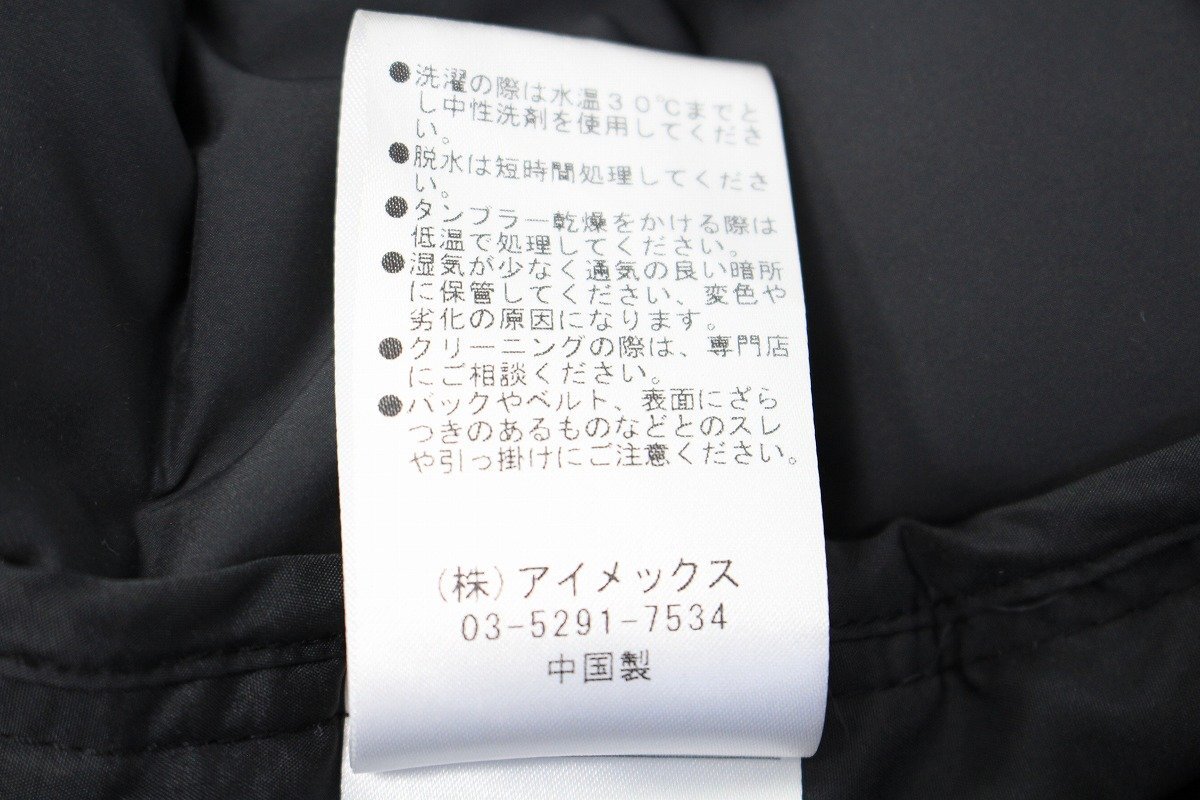 ●洗濯の際は水温30℃までと
し中性洗剤を使用してくださ
い。
●脱水は短時間処理してくださ
い。
●タンブラー乾燥をかける際は
低温で処理してください。
●湿気が少なく通気の良い暗所
に保管してください、変色や
劣化の原因になります。
●クリーニングの際は、専門店
にご相談ください。
●バックやベルト、表面にざら
つきのあるものなどとのスレ
や引っ掛けにご注意ください。
(株)アイメックス
03-5291-7534
中国製